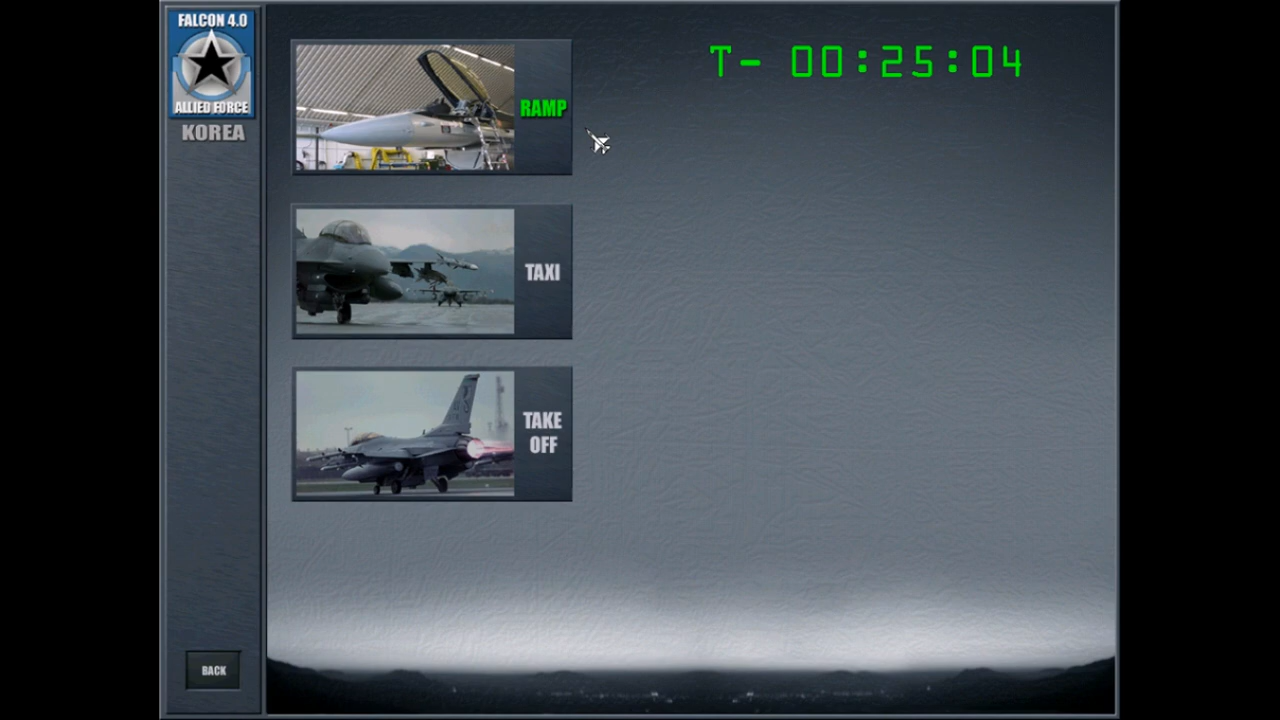 FALCON 4.0
ALLIED FORCE
KOREA
T- 00:25:04
RAMP
TAXI
TAKE
OFF
BACK